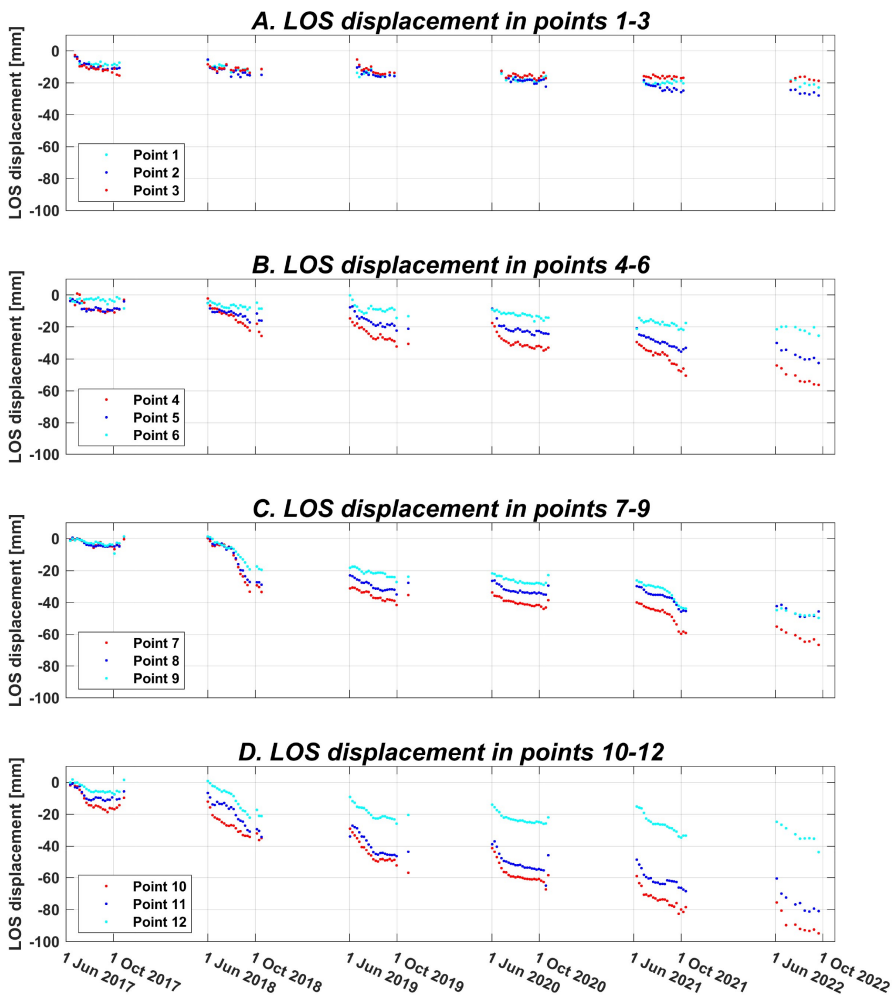 A. LOS displacement in points 1-3
LOS displacement [mm]
0
-20
-40
-60
-80
-100
Point 1
Point 2
Point 3
B. LOS displacement in points 4-6
LOS displacement [mm]
0
-20
-40
-60
-80
-100
Point 4
Point 5
Point 6
C. LOS displacement in points 7-9
LOS displacement [mm]
0
-20
-40
-60
-80
-100
Point 7
Point 8
Point 9
D. LOS displacement in points 10-12
LOS displacement [mm]
0
-20
-40
-60
-80
-100
Point 10
Point 11
Point 12
1 Jun 2017
1 Oct 2017
1 Jun 2018
1 Oct 2018
1 Jun 2019
1 Oct 2019
1 Jun 2020
1 Oct 2020
1 Jun 2021
1 Oct 2021
1 Jun 2022
1 Oct 2022